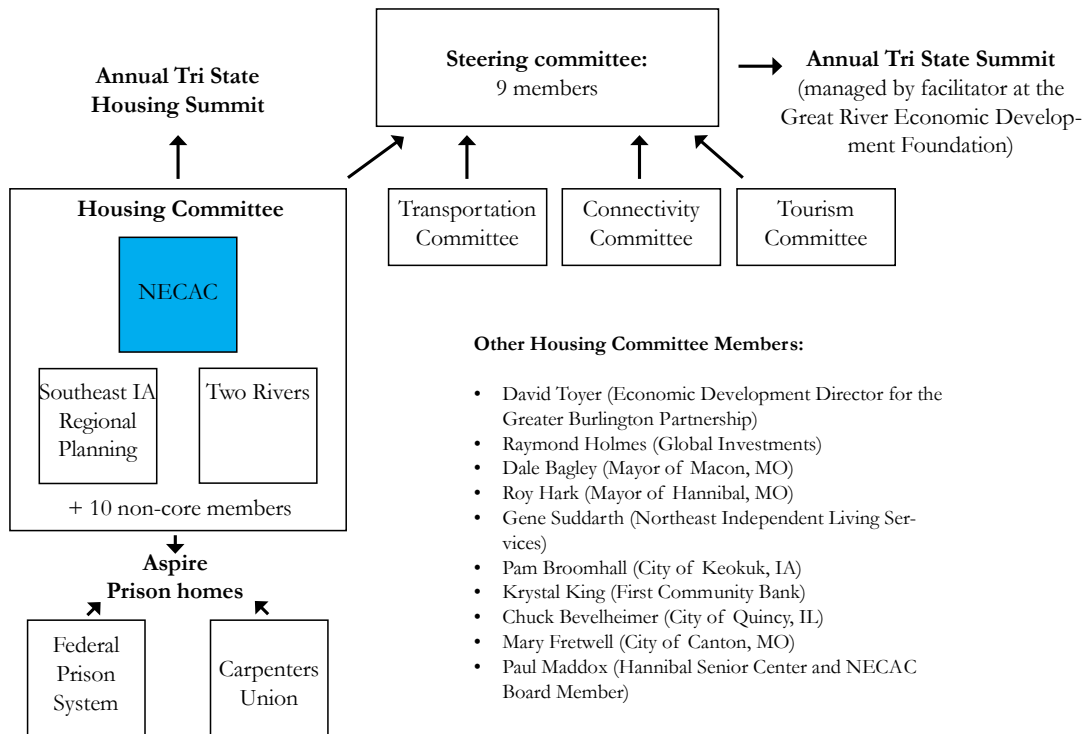 Annual Tri State
Housing Summit
Steering committee:
9 members
Annual Tri State Summit
(managed by facilitator at the
Great River Economic Develop-
ment Foundation)
Housing Committee
NECAC
Southeast IA
Regional
Planning
Two Rivers
+ 10 non-core members
Transportation
Committee
Connectivity
Committee
Tourism
Committee
Aspire
Prison homes
Federal
Prison
System
Carpenters
Union
Other Housing Committee Members:
• David Toyer (Economic Development Director for the
Greater Burlington Partnership)
• Raymond Holmes (Global Investments)
• Dale Bagley (Mayor of Macon, MO)
• Roy Hark (Mayor of Hannibal, MO)
• Gene Suddarth (Northeast Independent Living Ser-
vices)
• Pam Broomhall (City of Keokuk, IA)
• Krystal King (First Community Bank)
• Chuck Bevelheimer (City of Quincy, IL)
• Mary Fretwell (City of Canton, MO)
• Paul Maddox (Hannibal Senior Center and NECAC
Board Member)